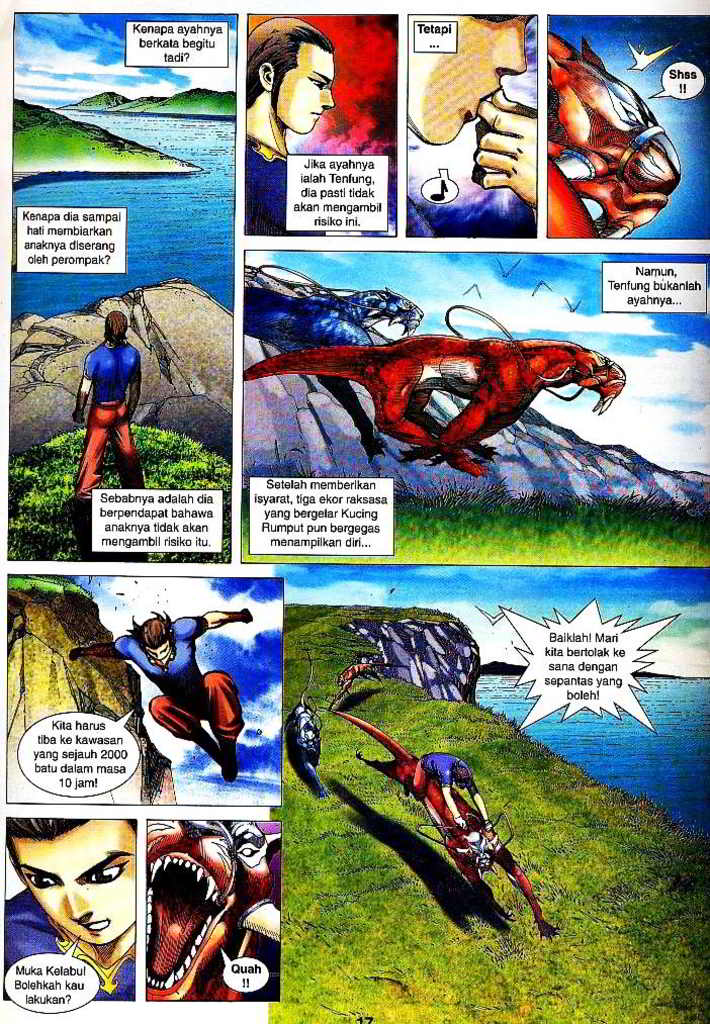 Kenapa ayahnya
berkata begitu
tadi?
Kenapa dia sampai
hati membiarkan
anaknya diserang
oleh perompak?
Sebabnya adalah dia
berpendapat bahawa
anaknya tidak akan
mengambil risiko itu.
Jika ayahnya
ialah Tenfung,
dia pasti tidak
akan mengambil
risiko ini.
Tetapi
...
Shss
!!
Namun,
Tenfung bukanlah
ayahnya...
Setelah memberikan
isyarat, tiga ekor raksasa
yang bergelar Kucing
Rumput pun bergegas
menampilkan diri...
Kita harus
tiba ke kawasan
yang sejauh 2000
batu dalam masa
10 jam!
Baiklah! Mari
kita bertolak ke
sana dengan
sepantas yang
boleh!
Muka Kelabu!
Bolehkah kau
lakukan?
Quah
!!
17